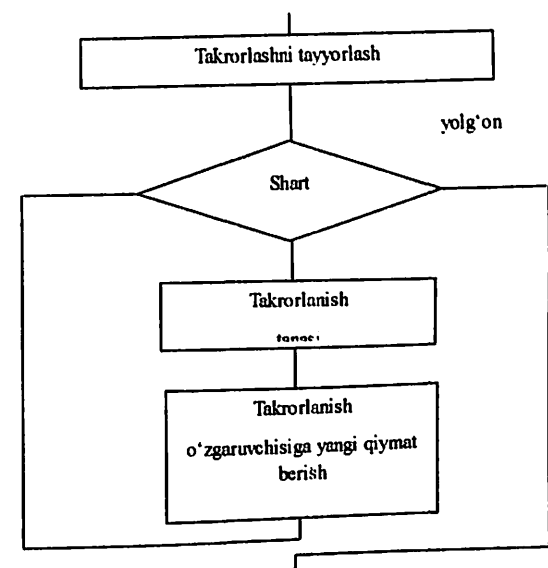 Takrorlashni tayyorlash
yolg‘on
Shart
Takrorlanish
Takrorlanish
o‘zgaruvchisiga yangi qiymat
berish